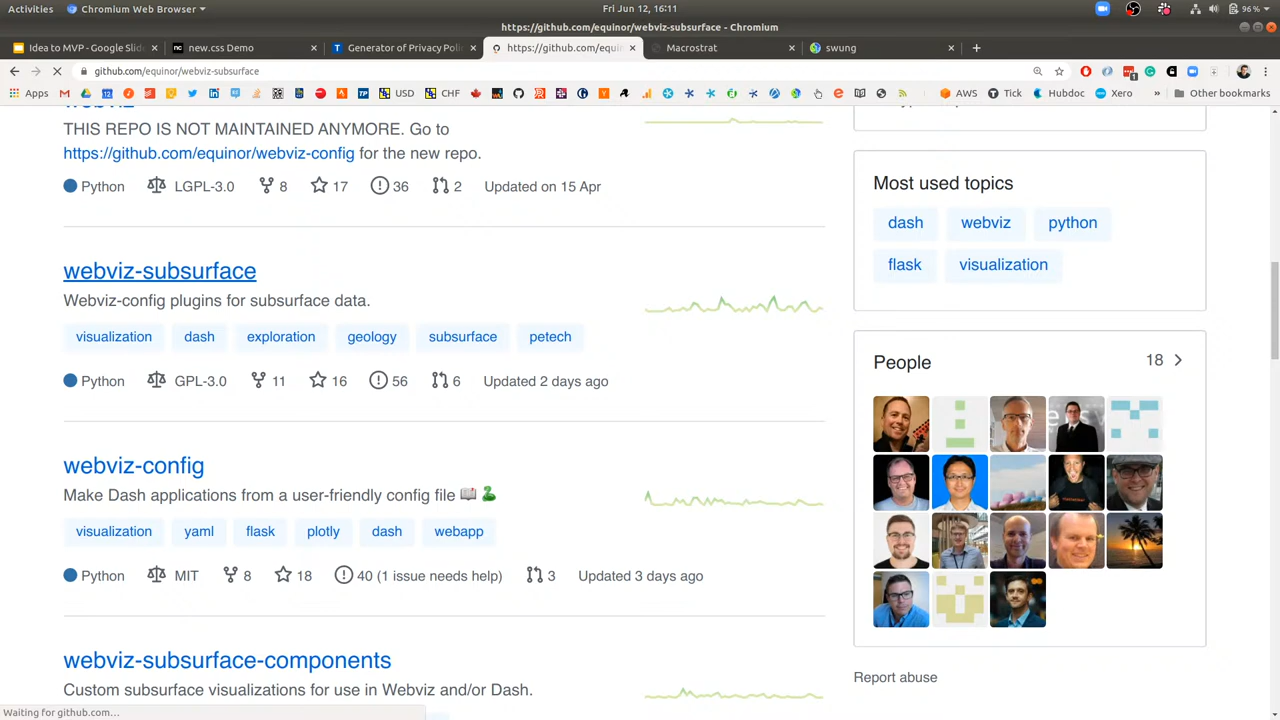 Activities Chromium Web Browser Fri Jun 12, 16:11 96%
https://github.com/equinor/webviz-subsurface - Chromium
Idea to MVP - Google Slide new.css Demo Generator of Privacy Poli https://github.com/equin Macrostrat swung
github.com/equinor/webviz-subsurface
Apps USD CHF AWS Tick Hubdoc Xero Other bookmarks
THIS REPO IS NOT MAINTAINED ANYMORE. Go to
https://github.com/equinor/webviz-config for the new repo.
Python LGPL-3.0 8 17 36 2 Updated on 15 Apr
webviz-subsurface
Webviz-config plugins for subsurface data.
visualization dash exploration geology subsurface petech
Python GPL-3.0 11 16 56 6 Updated 2 days ago
webviz-config
Make Dash applications from a user-friendly config file
visualization yaml flask plotly dash webapp
Python MIT 8 18 40 (1 issue needs help) 3 Updated 3 days ago
webviz-subsurface-components
Custom subsurface visualizations for use in Webviz and/or Dash.
Most used topics
dash webviz python
flask visualization
People 18
Report abuse
Waiting for github.com...